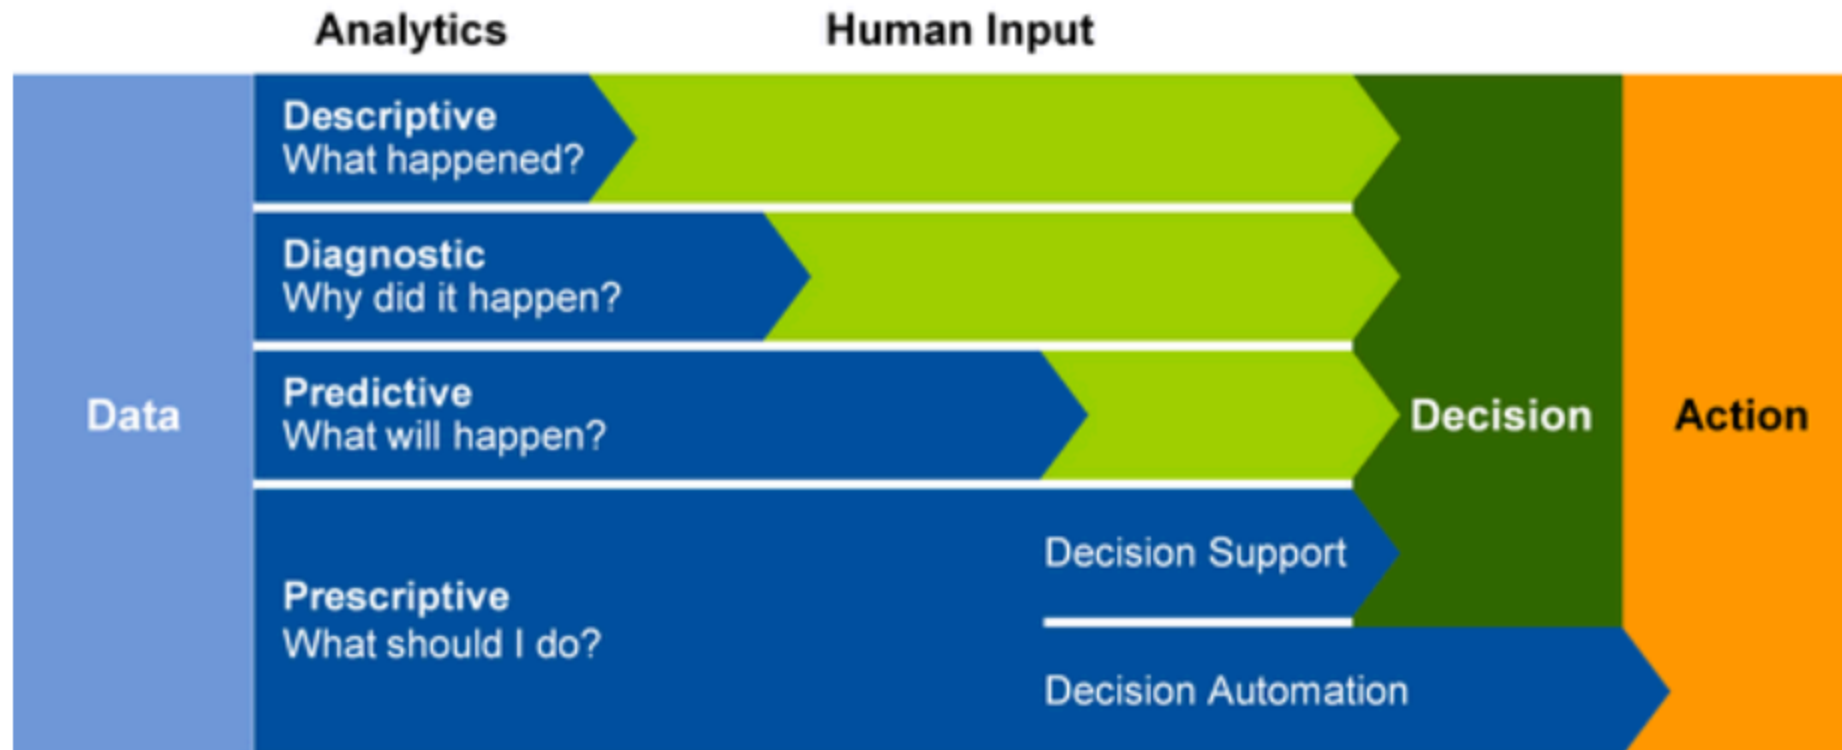 Analytics
Human Input
Data
Descriptive
What happened?
Diagnostic
Why did it happen?
Predictive
What will happen?
Prescriptive
What should I do?
Decision Support
Decision Automation
Decision
Action